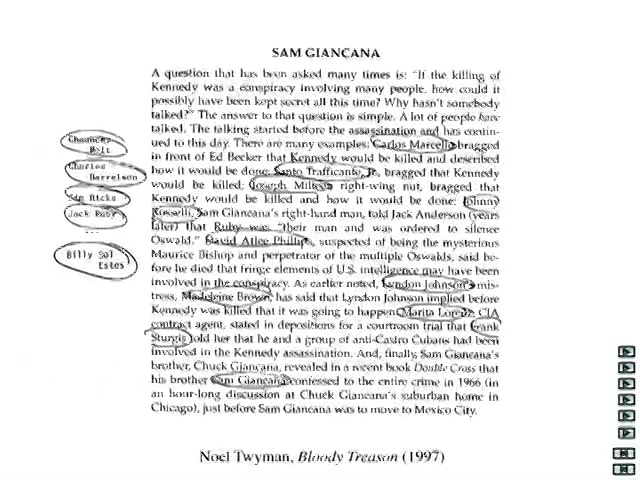 SAM GIANCANA
A question that has been asked many times is: "If the killing of
Kennedy was a conspiracy involving many people, how could it
possibly have been kept secret all this time? Why hasn't somebody
talked?" The answer to that question is simple. A lot of people have
talked. The talking started before the assassination and has contin-
ued to this day. There are many examples: Carlos Marcello bragged
in front of Ed Becker that Kennedy would be killed and described
how it would be done; Santo Trafficante, Jr. bragged that Kennedy
would be killed; Joseph Milteer, right-wing nut, bragged that
Kennedy would be killed and how it would be done; Johnny
Rosselli, Sam Giancana's right-hand man, told Jack Anderson (years
later) that Ruby was "their man and was ordered to silence
Oswald." David Atlee Phillips, suspected of being the mysterious
Maurice Bishop and perpetrator of the multiple Oswalds, said be-
fore he died that fringe elements of U.S. intelligence may have been
involved in the conspiracy. As earlier noted, Lyndon Johnson's mis-
tress, Madeleine Brown, has said that Lyndon Johnson implied before
Kennedy was killed that it was going to happen. Marita Lorenz, CIA
contract agent, stated in depositions for a courtroom trial that Frank
Sturgis told her that he and a group of anti-Castro Cubans had been
involved in the Kennedy assassination. And, finally Sam Giancana's
brother, Chuck Giancana, revealed in a recent book Double Cross that
his brother Sam Giancana confessed to the entire crime in 1966 (in
an hour-long discussion at Chuck Giancana's suburban home in
Chicago), just before Sam Giancana was to move to Mexico City.
Chauncey
Holt
Charles
Harrelson
Jack Ruby
...
Billy Sol
Estes
Noel Twyman, Bloody Treason (1997)